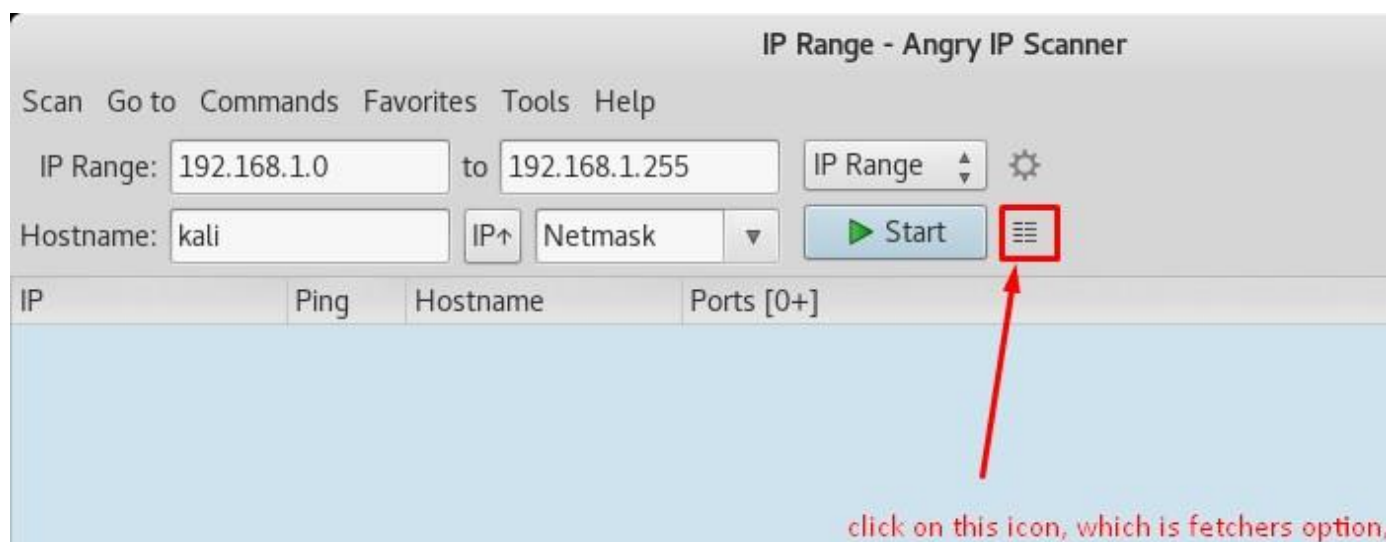 IP Range - Angry IP Scanner
Scan Go to Commands Favorites Tools Help
IP Range: 192.168.1.0 to 192.168.1.255 IP Range
Hostname: kali IP↑ Netmask Start
IP Ping Hostname Ports [0+]
click on this icon, which is fetchers option,